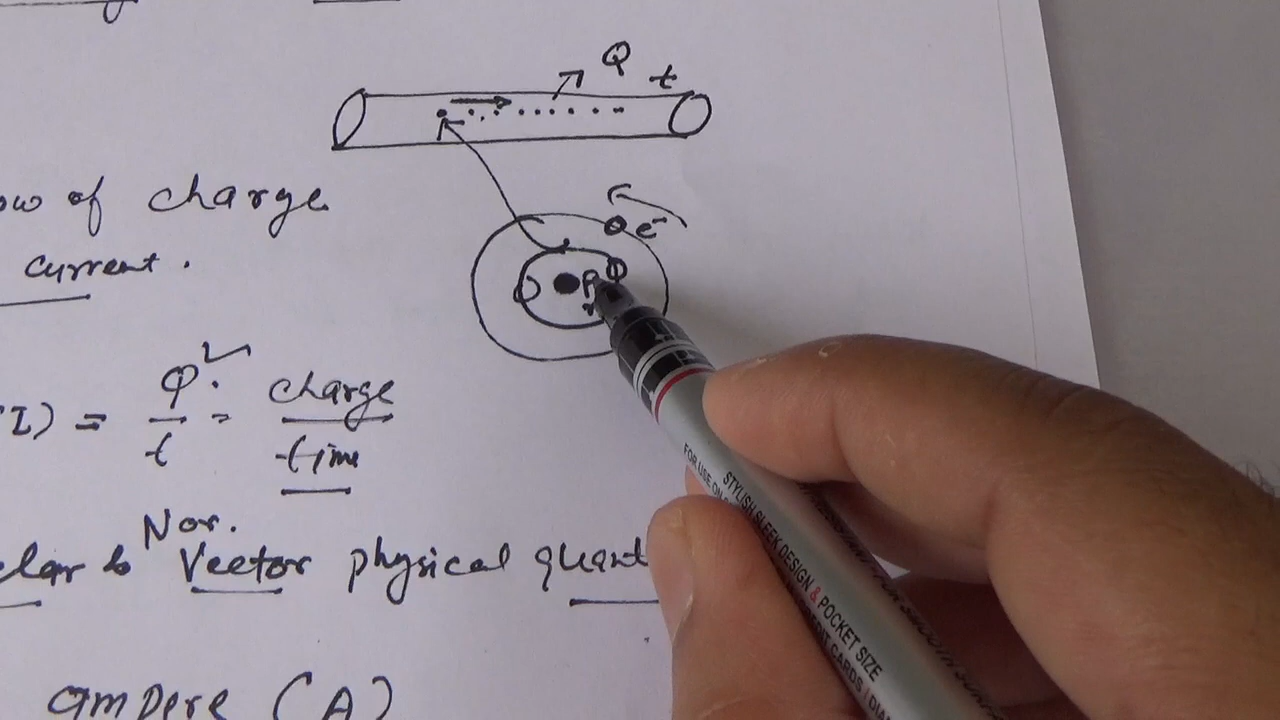 Q t
ow of charge
current.
e⁻
P
I) = Q/t = charge/time
Nor.
Vector physical quant
ampere (A)
STYLISH SLEEK DESIGN & POCKET SIZE
FOR USE ON